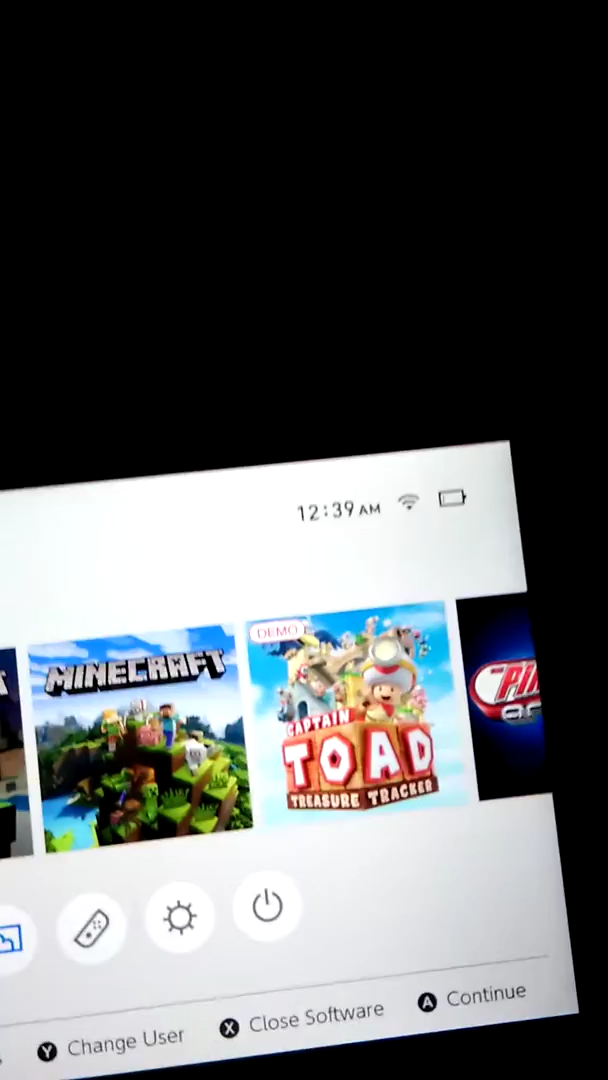 12:39 AM
MINECRAFT
DEMO
CAPTAIN
TOAD
TREASURE TRACKER
Y Change User
X Close Software
A Continue